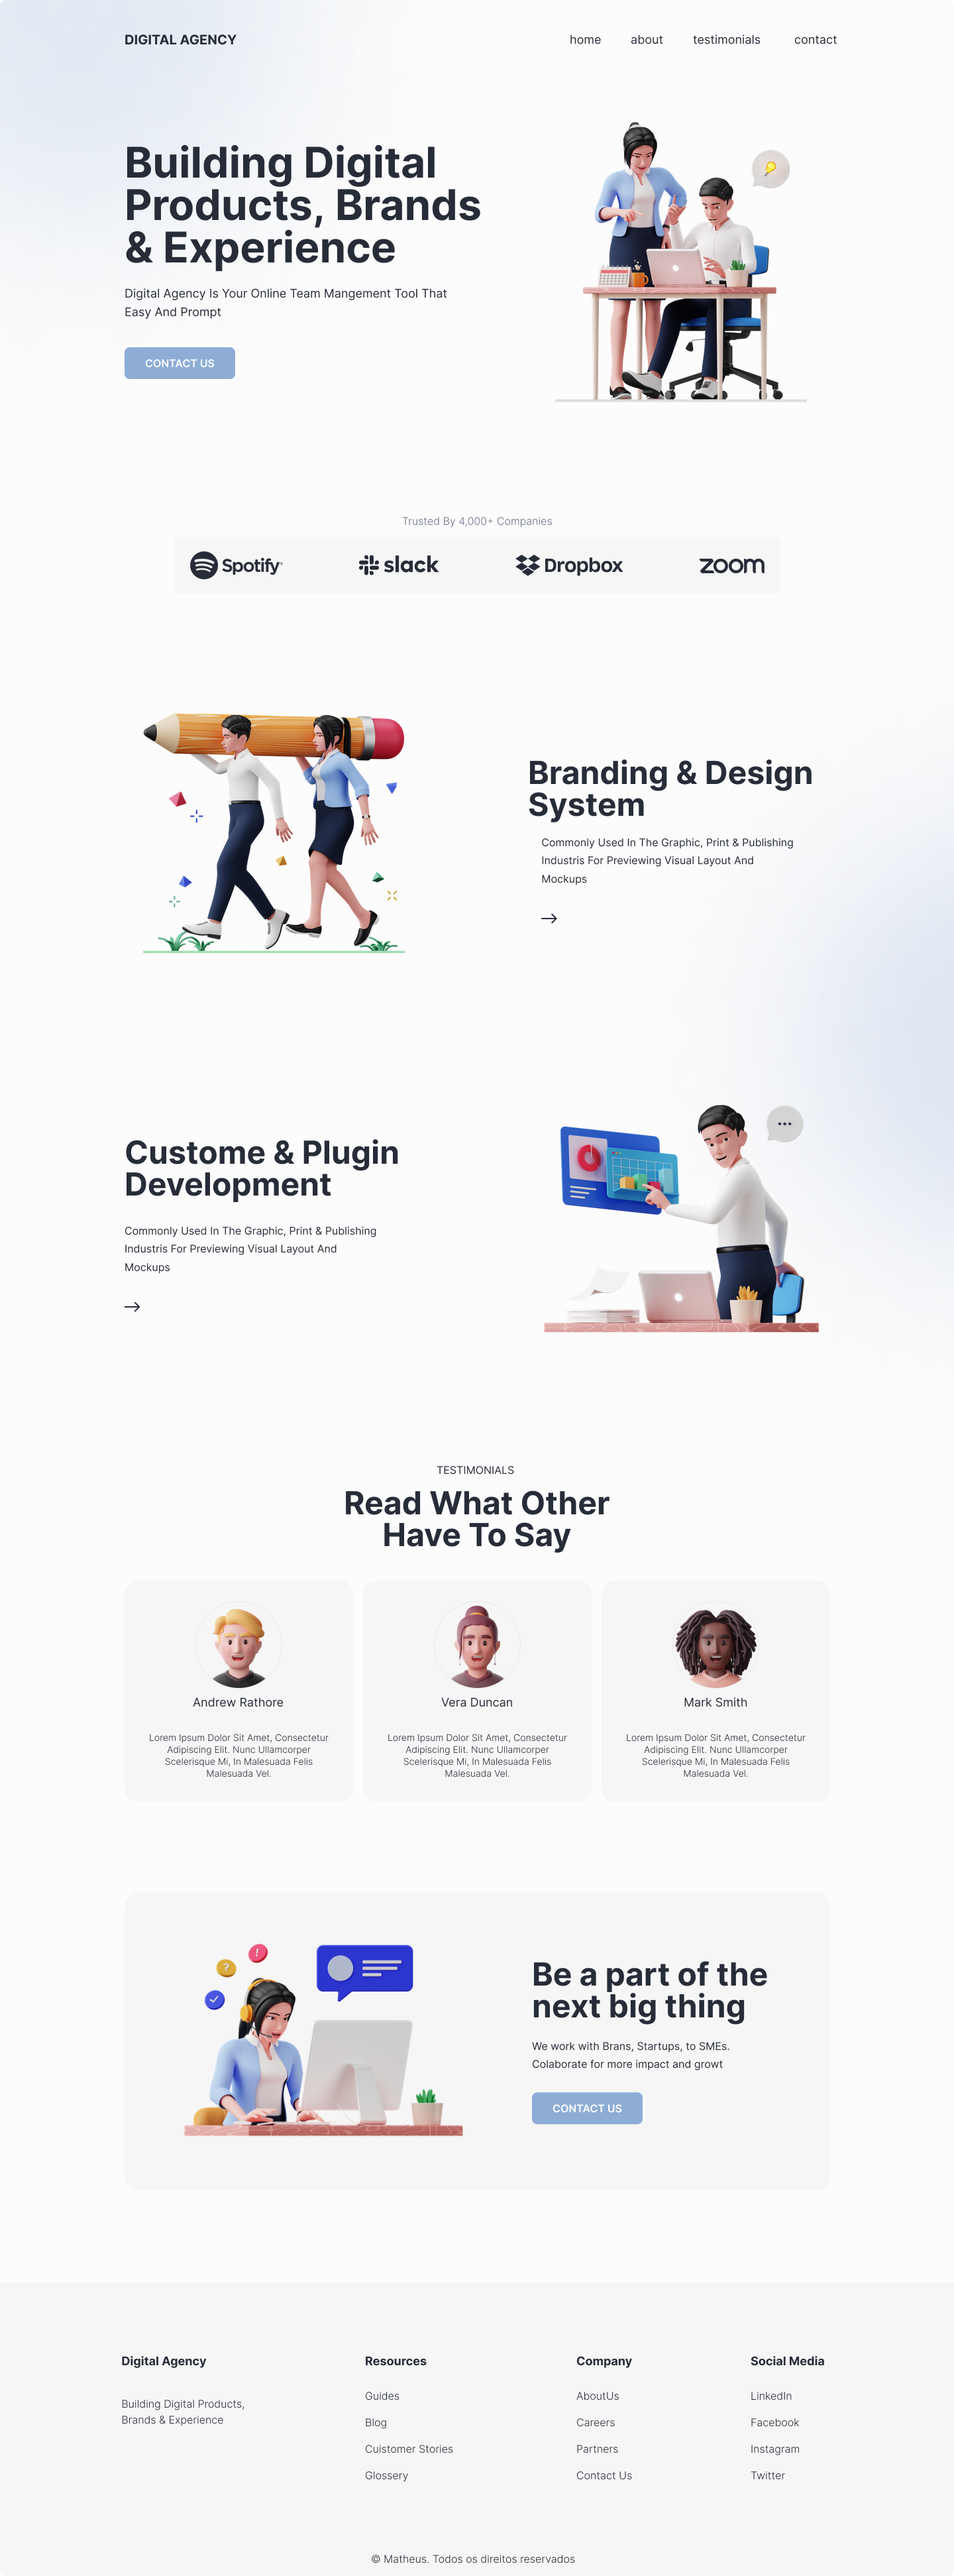 DIGITAL AGENCY
home about testimonials contact
Building Digital
Products, Brands
& Experience
Digital Agency Is Your Online Team Mangement Tool That
Easy And Prompt
CONTACT US
Trusted By 4,000+ Companies
Spotify slack Dropbox zoom
Branding & Design
System
Commonly Used In The Graphic, Print & Publishing
Industris For Previewing Visual Layout And
Mockups
Custome & Plugin
Development
Commonly Used In The Graphic, Print & Publishing
Industris For Previewing Visual Layout And
Mockups
TESTIMONIALS
Read What Other
Have To Say
Andrew Rathore
Lorem Ipsum Dolor Sit Amet, Consectetur
Adipiscing Elit. Nunc Ullamcorper
Scelerisque Mi, In Malesuada Felis
Malesuada Vel.
Vera Duncan
Lorem Ipsum Dolor Sit Amet, Consectetur
Adipiscing Elit. Nunc Ullamcorper
Scelerisque Mi, In Malesuada Felis
Malesuada Vel.
Mark Smith
Lorem Ipsum Dolor Sit Amet, Consectetur
Adipiscing Elit. Nunc Ullamcorper
Scelerisque Mi, In Malesuada Felis
Malesuada Vel.
! 
?
Be a part of the
next big thing
We work with Brans, Startups, to SMEs.
Colaborate for more impact and growt
CONTACT US
Digital Agency
Building Digital Products,
Brands & Experience
Resources
Guides
Blog
Cuistomer Stories
Glossery
Company
AboutUs
Careers
Partners
Contact Us
Social Media
LinkedIn
Facebook
Instagram
Twitter
© Matheus. Todos os direitos reservados